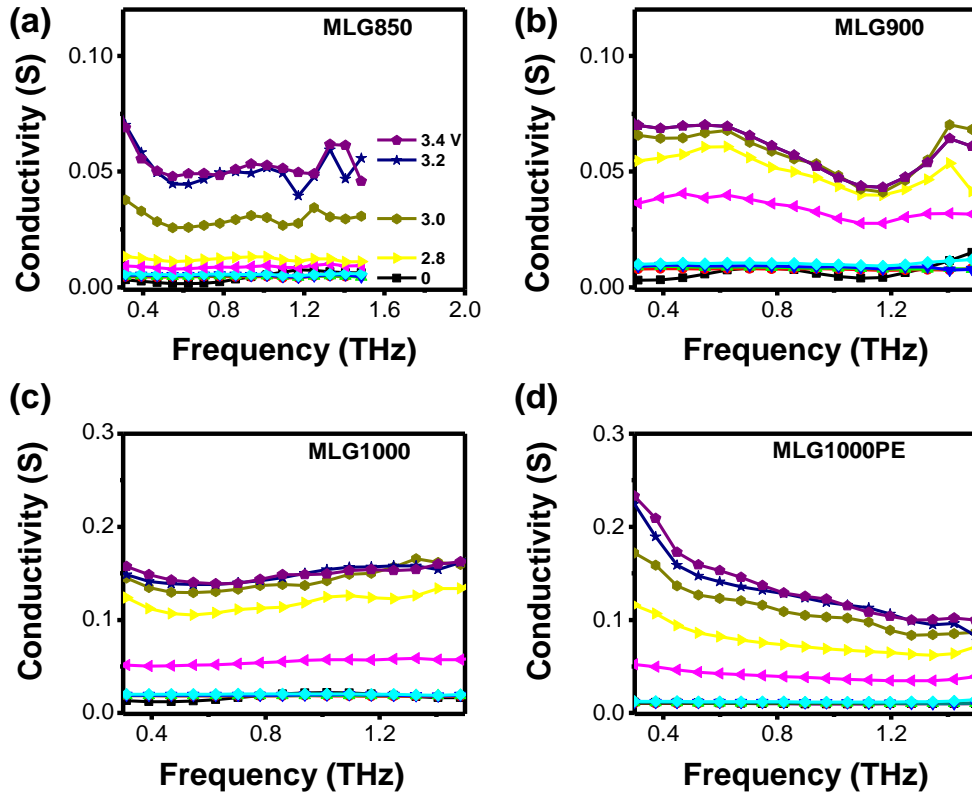 (a)
MLG850
0.10
0.05
0.00
Conductivity (S)
3.4 V
3.2
3.0
2.8
0
0.4
0.8
1.2
1.6
2.0
Frequency (THz)
(b)
MLG900
0.10
0.05
0.00
Conductivity (S)
0.4
0.8
1.2
Frequency (THz)
(c)
MLG1000
0.3
0.2
0.1
0.0
Conductivity (S)
0.4
0.8
1.2
Frequency (THz)
(d)
MLG1000PE
0.3
0.2
0.1
0.0
Conductivity (S)
0.4
0.8
1.2
Frequency (THz)